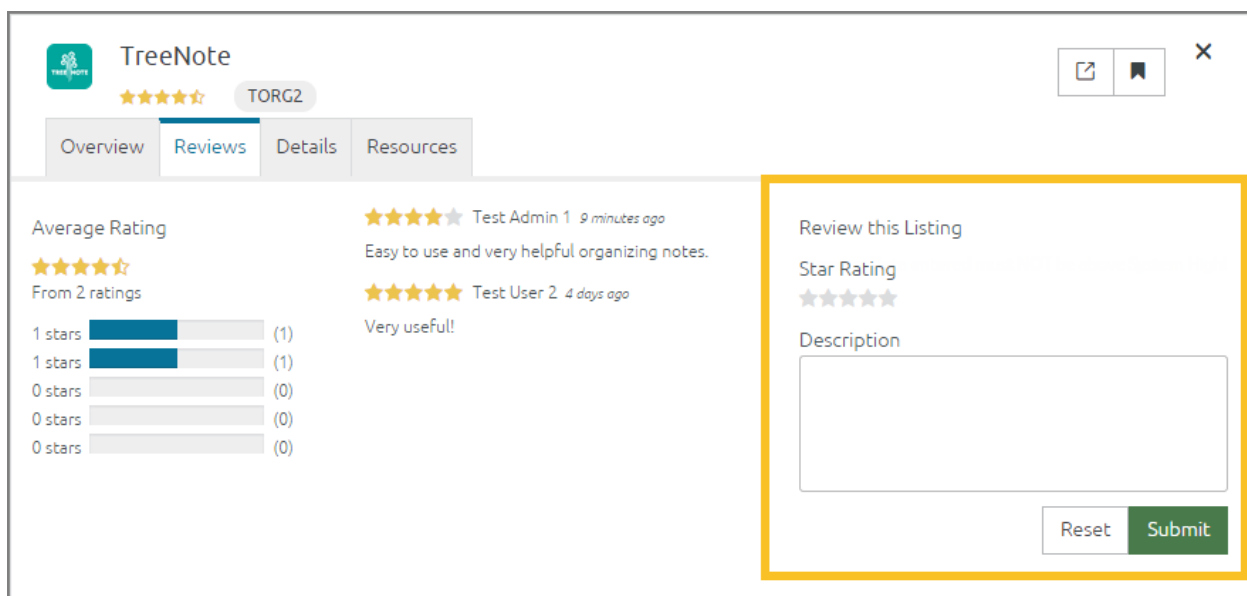 TreeNote
TREE NOTE
TORG2
Overview
Reviews
Details
Resources
Average Rating
From 2 ratings
1 stars (1)
1 stars (1)
0 stars (0)
0 stars (0)
0 stars (0)
Test Admin 1 9 minutes ago
Easy to use and very helpful organizing notes.
Test User 2 4 days ago
Very useful!
Review this Listing
Star Rating
Description
Reset
Submit